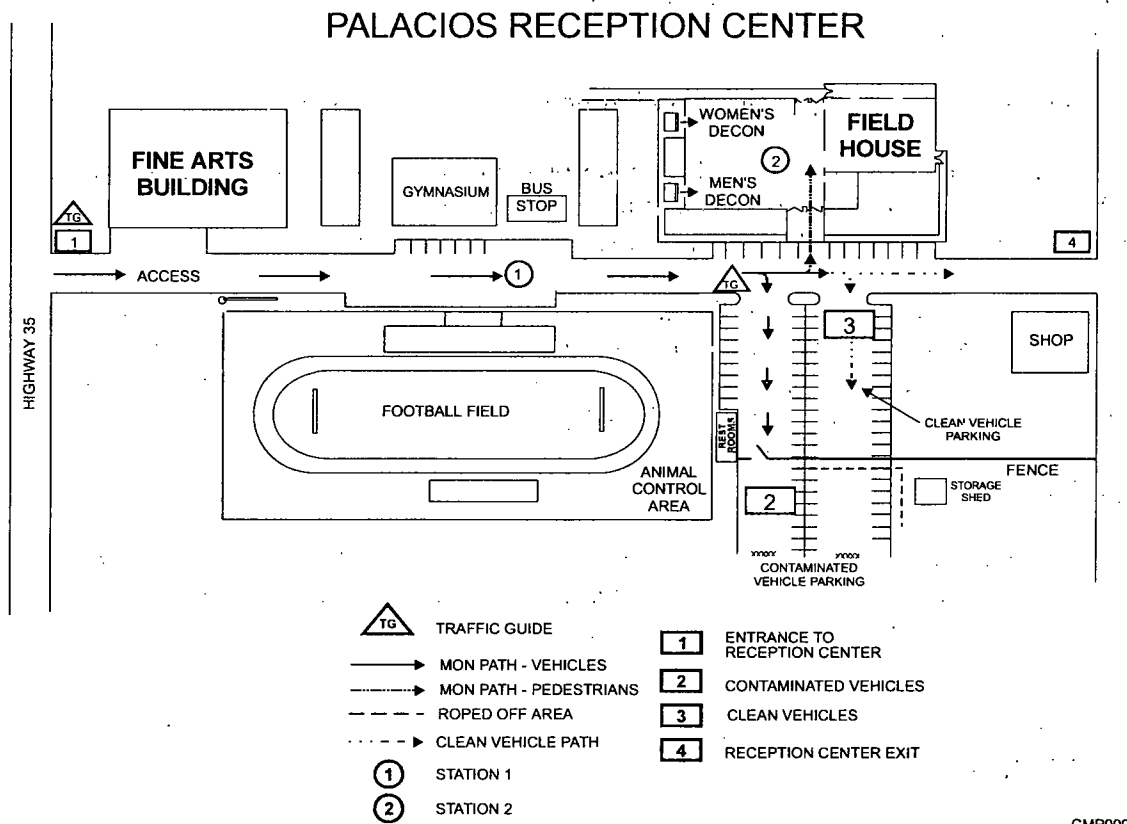 PALACIOS RECEPTION CENTER
WOMEN'S
DECON
FIELD
HOUSE
2
FINE ARTS
BUILDING
GYMNASIUM
BUS
STOP
MEN'S
DECON
TG
1
4
ACCESS
1
TG
3
SHOP
HIGHWAY 35
FOOTBALL FIELD
CLEAN VEHICLE
PARKING
REST
ROOMS
FENCE
ANIMAL
CONTROL
AREA
2
STORAGE
SHED
CONTAMINATED
VEHICLE PARKING
TG TRAFFIC GUIDE
MON PATH - VEHICLES
MON PATH - PEDESTRIANS
ROPED OFF AREA
CLEAN VEHICLE PATH
1 STATION 1
2 STATION 2
1 ENTRANCE TO
RECEPTION CENTER
2 CONTAMINATED VEHICLES
3 CLEAN VEHICLES
4 RECEPTION CENTER EXIT